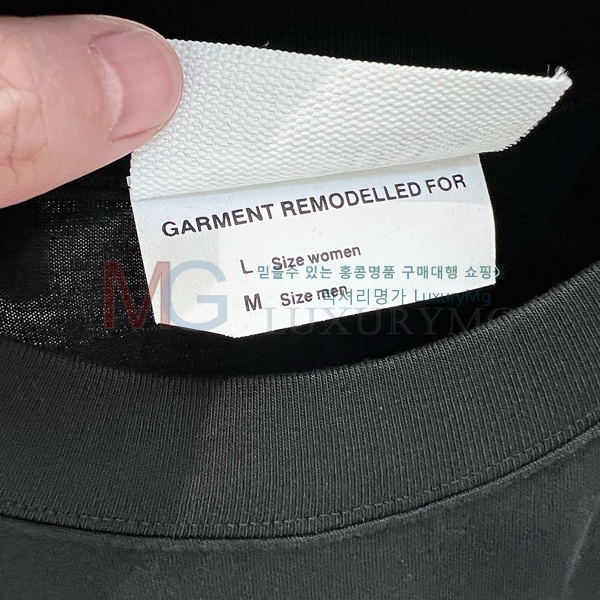 GARMENT REMODELLED FOR
L Size women
M Size men
MG 믿을수 있는 홍콩명품 구매대행 쇼핑몰
럭셔리명가 LuxuryMg
LUXURYMG